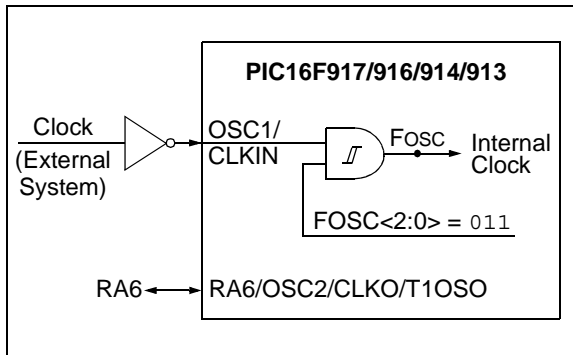 PIC16F917/916/914/913
Clock
(External
System)
OSC1/
CLKIN
FOSC
Internal
Clock
FOSC<2:0> = 011
RA6
RA6/OSC2/CLKO/T1OSO